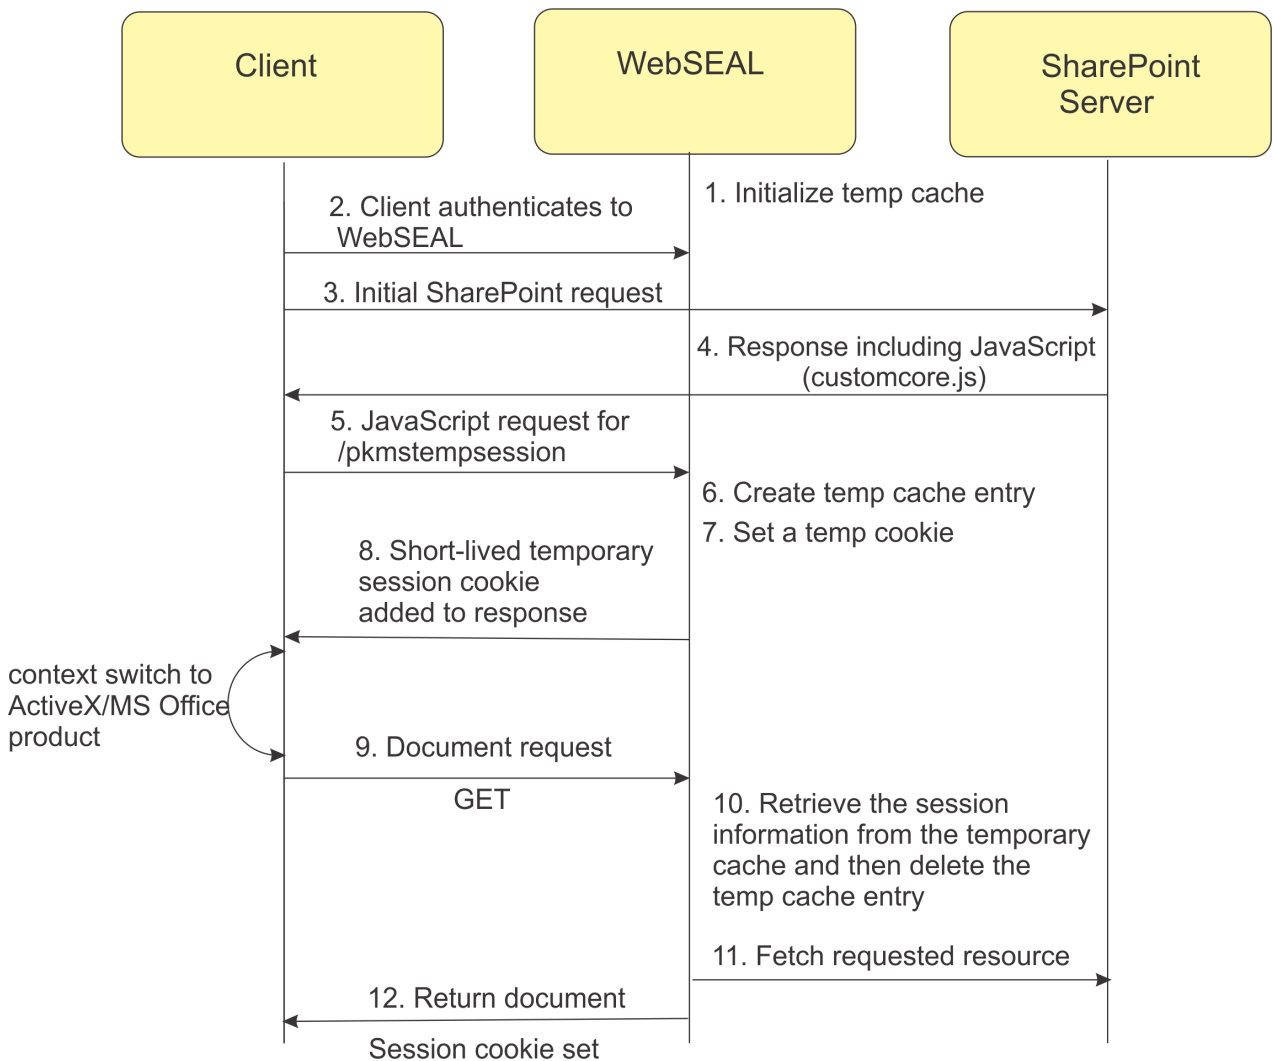 Client
WebSEAL
SharePoint
Server
1. Initialize temp cache
2. Client authenticates to
WebSEAL
3. Initial SharePoint request
4. Response including JavaScript
(customcore.js)
5. JavaScript request for
/pkmstempsession
6. Create temp cache entry
7. Set a temp cookie
8. Short-lived temporary
session cookie
added to response
context switch to
ActiveX/MS Office
product
9. Document request
GET
10. Retrieve the session
information from the temporary
cache and then delete the
temp cache entry
11. Fetch requested resource
12. Return document
Session cookie set